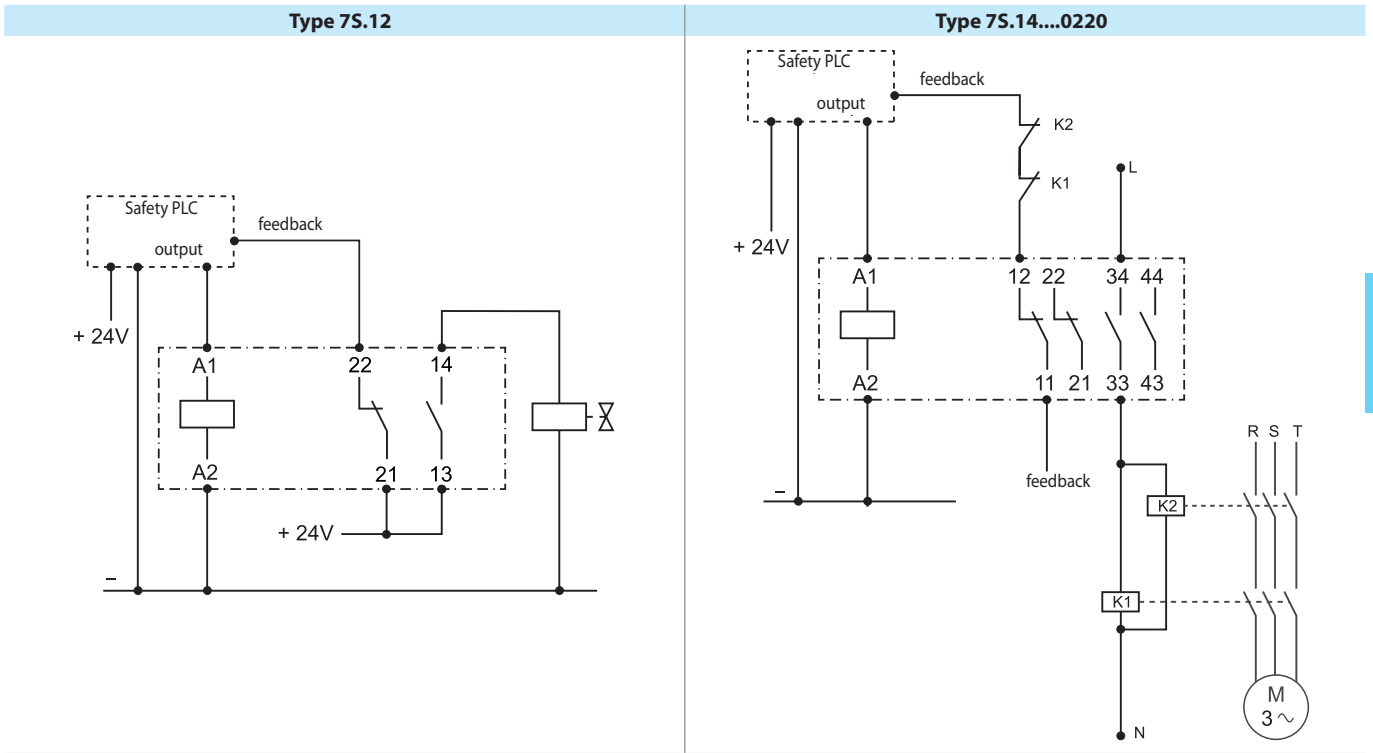 Type 7S.12
Safety PLC
feedback
output
+ 24V
A1
22
14
A2
21
13
+ 24V
–
Type 7S.14....0220
Safety PLC
feedback
output
K2
K1
L
+ 24V
A1
12 22 34 44
A2
11 21 33 43
feedback
–
R S T
K2
K1
M
3 ~
N